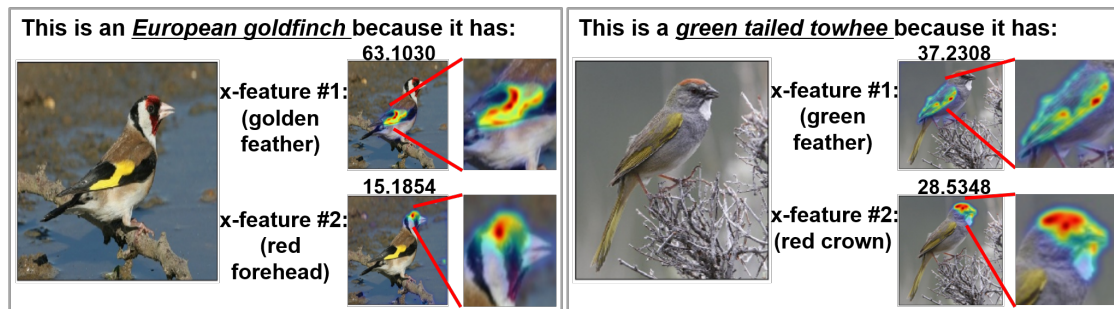 This is an European goldfinch because it has:
63.1030
x-feature #1:
(golden
feather)
15.1854
x-feature #2:
(red
forehead)
This is a green tailed towhee because it has:
37.2308
x-feature #1:
(green
feather)
28.5348
x-feature #2:
(red crown)